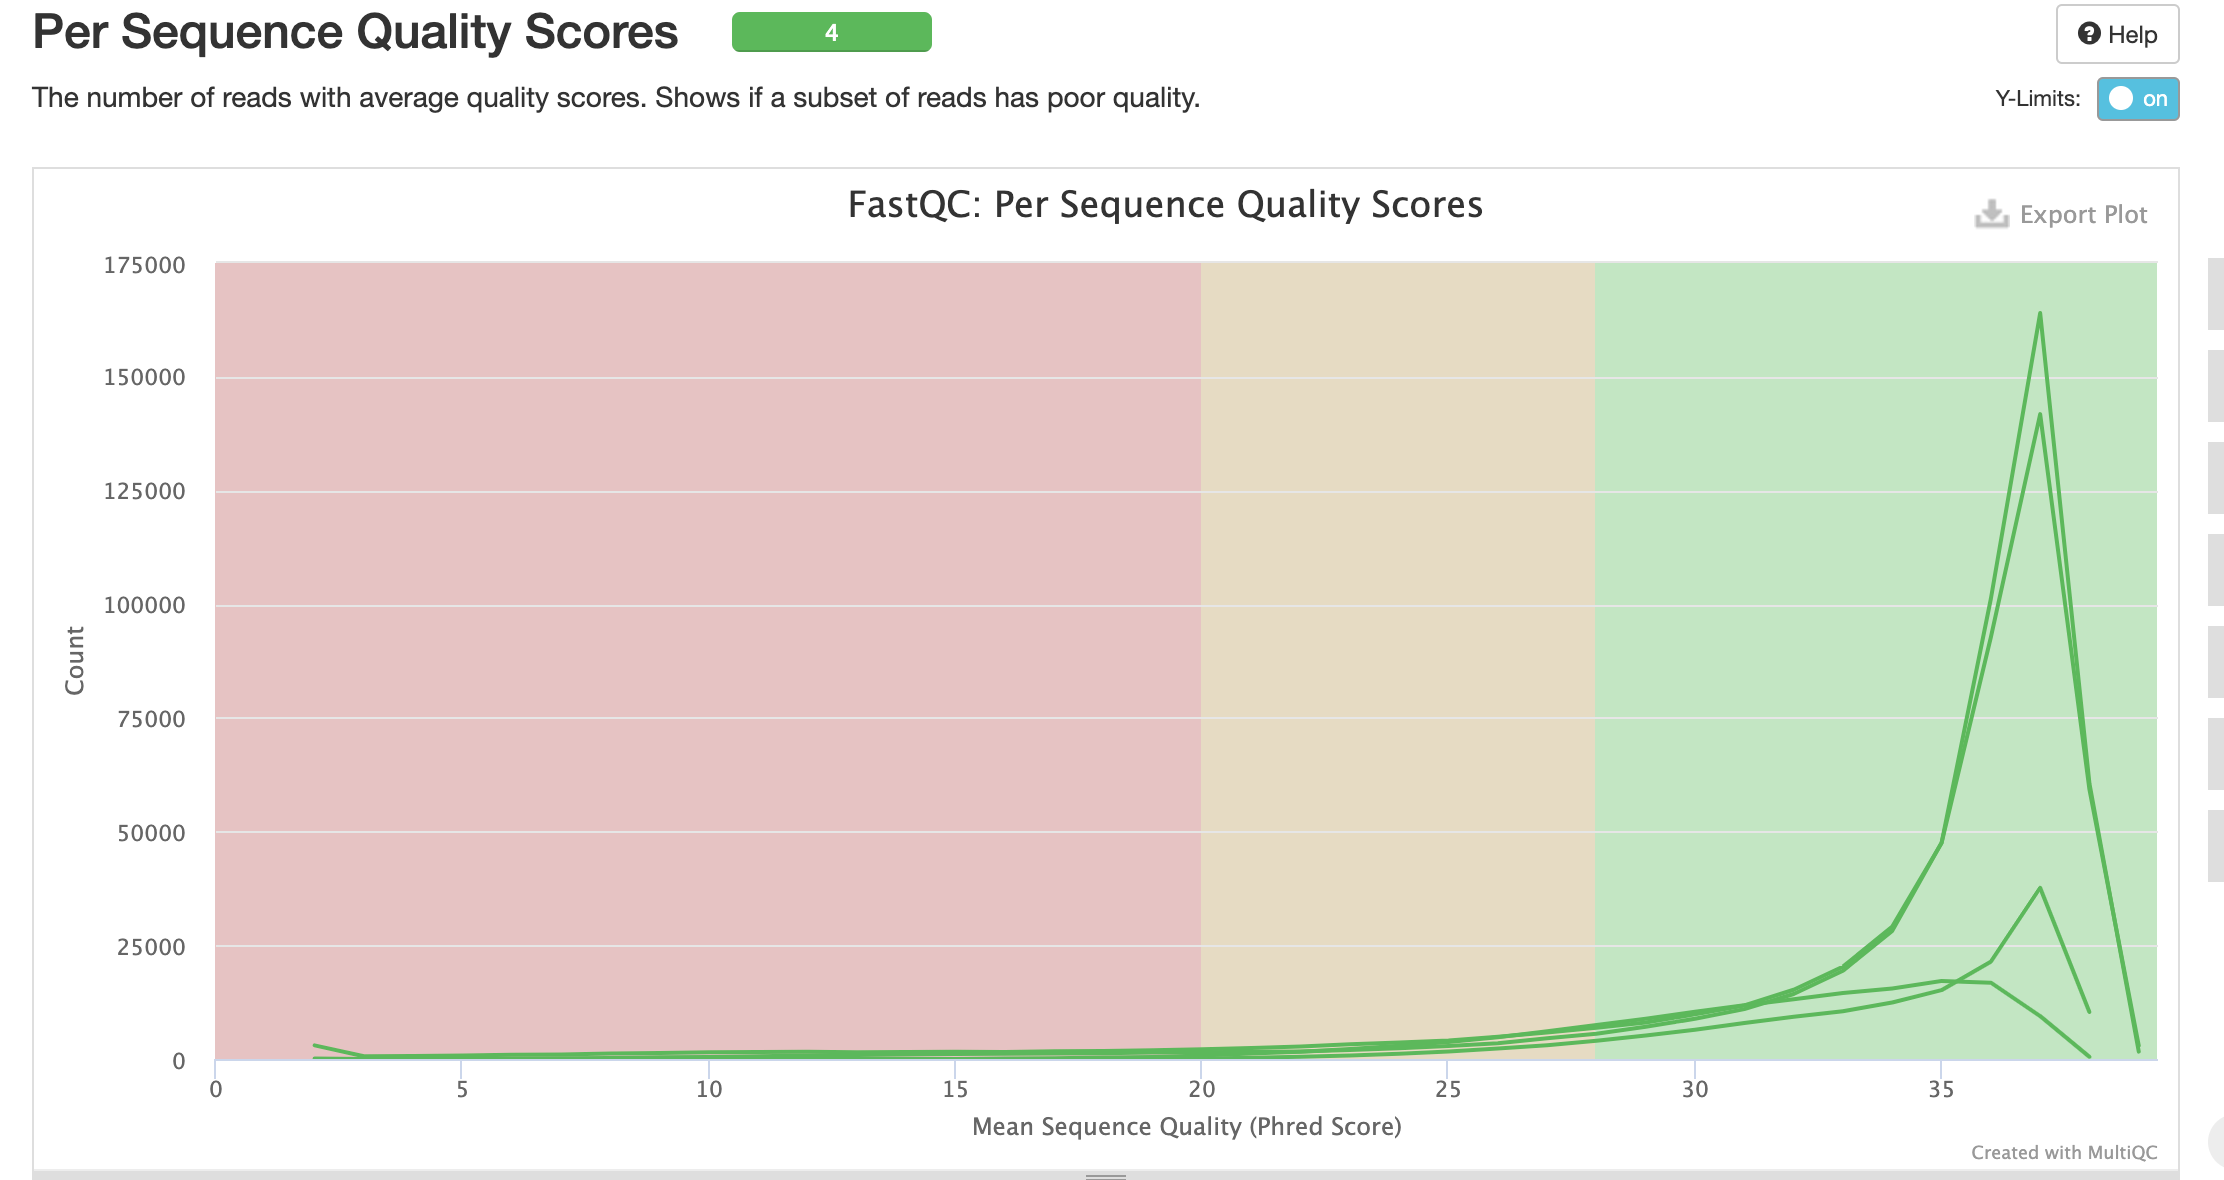 Per Sequence Quality Scores
4
Help
The number of reads with average quality scores. Shows if a subset of reads has poor quality.
Y-Limits: on
FastQC: Per Sequence Quality Scores
Export Plot
175000
150000
125000
100000
75000
50000
25000
0
Count
0 5 10 15 20 25 30 35
Mean Sequence Quality (Phred Score)
Created with MultiQC